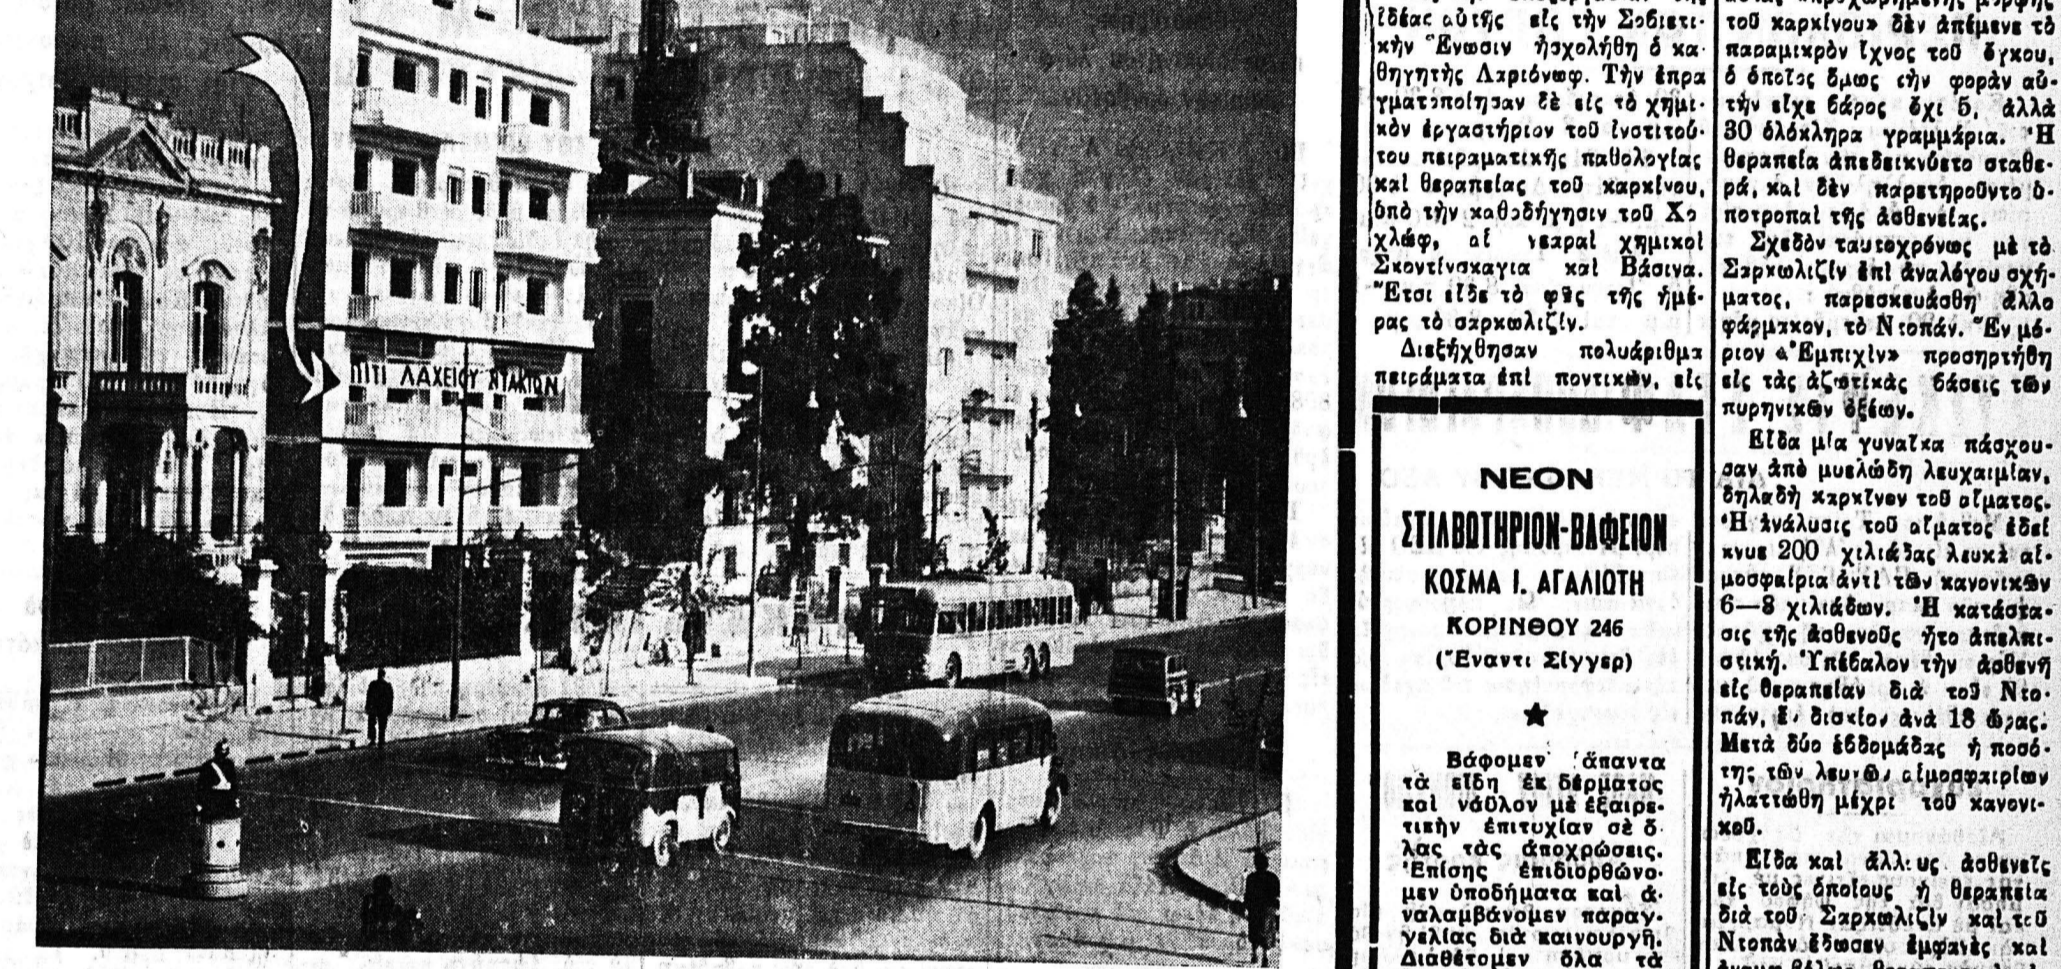 ΠΙΤΙ ΛΑΧΕΙΟΥ ΣΥΝΤΑΚΤΩΝ
ἰδέας αὐτῆς εἰς τὴν Σοβιετι-
κὴν Ἕνωσιν ἠσχολήθη ὁ κα-
θηγητὴς Λαριόνωφ. Τὴν ἐπρα
γματοποίησαν δὲ εἰς τὸ χημι-
κὸν ἐργαστήριον τοῦ ἰνστιτού-
του πειραματικῆς παθολογίας
καὶ θεραπείας τοῦ καρκίνου,
ὑπὸ τὴν καθοδήγησιν τοῦ Χο
χλώφ, αἱ νεαραὶ χημικοὶ
Σκοντίνσκαγια καὶ Βάσινα.
Ἔτσι εἶδε τὸ φῶς τῆς ἡμέ-
ρας τὸ σαρκωλιζίν.
Διεξήχθησαν πολυάριθμα
πειράματα ἐπὶ ποντικῶν, εἰς
ΝΕΟΝ
ΣΤΙΛΒΩΤΗΡΙΟΝ-ΒΑΦΕΙΟΝ
ΚΟΣΜΑ Ι. ΑΓΑΛΙΩΤΗ
ΚΟΡΙΝΘΟΥ 246
(Ἔναντι Σίγγερ)
★
Βάφομεν ἅπαντα
τὰ εἴδη ἐκ δέρματος
καὶ νάϋλον μὲ ἐξαιρε-
τικὴν ἐπιτυχίαν σὲ ὅ-
λας τὰς ἀποχρώσεις.
Ἐπίσης ἐπιδιορθώνο-
μεν ὑποδήματα καὶ ἀ-
ναλαμβάνομεν παραγ-
γελίας διὰ καινουργῆ.
Διαθέτομεν ὅλα τὰ
τοῦ καρκίνου» δὲν ἀπέμενε τὸ
παραμικρὸν ἴχνος τοῦ ὄγκου,
ὁ ὁποῖος ὅμως τὴν φορὰν αὐ-
τὴν εἶχε βάρος ὄχι 5, ἀλλὰ
30 ὁλόκληρα γραμμάρια. Ἡ
θεραπεία ἀπεδεικνύετο σταθε-
ρά, καὶ δὲν παρετηροῦντο ὑ-
ποτροπαὶ τῆς ἀσθενείας.
Σχεδὸν ταυτοχρόνως μὲ τὸ
Σαρκωλιζὶν ἐπὶ ἀναλόγου σχή-
ματος, παρεσκευάσθη ἄλλο
φάρμακον, τὸ Ντοπάν. Ἓν μό-
ριον «Ἐμπιχὶν» προσηρτήθη
εἰς τὰς ἀζωτικὰς βάσεις τῶν
πυρηνικῶν ὀξέων.
Εἶδα μία γυναῖκα πάσχου-
σαν ἀπὸ μυελώδη λευχαιμίαν,
δηλαδὴ καρκῖνον τοῦ αἵματος.
Ἡ ἀνάλυσις τοῦ αἵματος ἐδεί
κνυε 200 χιλιάδας λευκὰ αἱ-
μοσφαίρια ἀντὶ τῶν κανονικῶν
6—8 χιλιάδων. Ἡ κατάστα-
σις τῆς ἀσθενοῦς ἦτο ἀπελπι-
στική. Ὑπέβαλον τὴν ἀσθενῆ
εἰς θεραπείαν διὰ τοῦ Ντο-
πάν, δισκίον ἀνὰ 18 ὥρας.
Μετὰ δύο ἑβδομάδας ἡ ποσό-
της τῶν λευκῶν αἱμοσφαιρίων
ἠλαττώθη μέχρι τοῦ κανονι-
κοῦ.
Εἶδα καὶ ἄλλους ἀσθενεῖς
εἰς τοὺς ὁποίους ἡ θεραπεία
διὰ τοῦ Σαρκωλιζὶν καὶ τοῦ
Ντοπὰν ἔδωσεν ἐμφανὲς καὶ